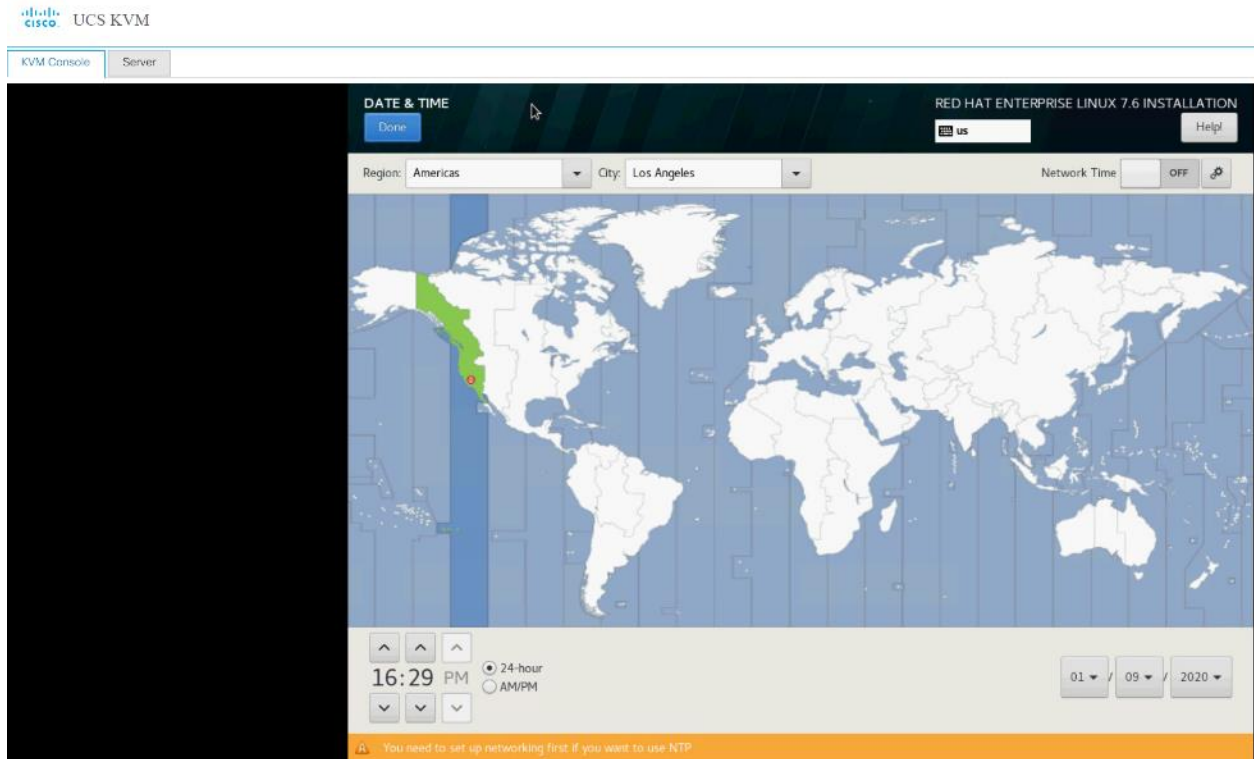 cisco. UCS KVM
KVM Console Server
DATE & TIME RED HAT ENTERPRISE LINUX 7.6 INSTALLATION
Done us Help!
Region: Americas City: Los Angeles Network Time OFF
16:29 PM
24-hour
AM/PM
01 / 09 / 2020
You need to set up networking first if you want to use NTP